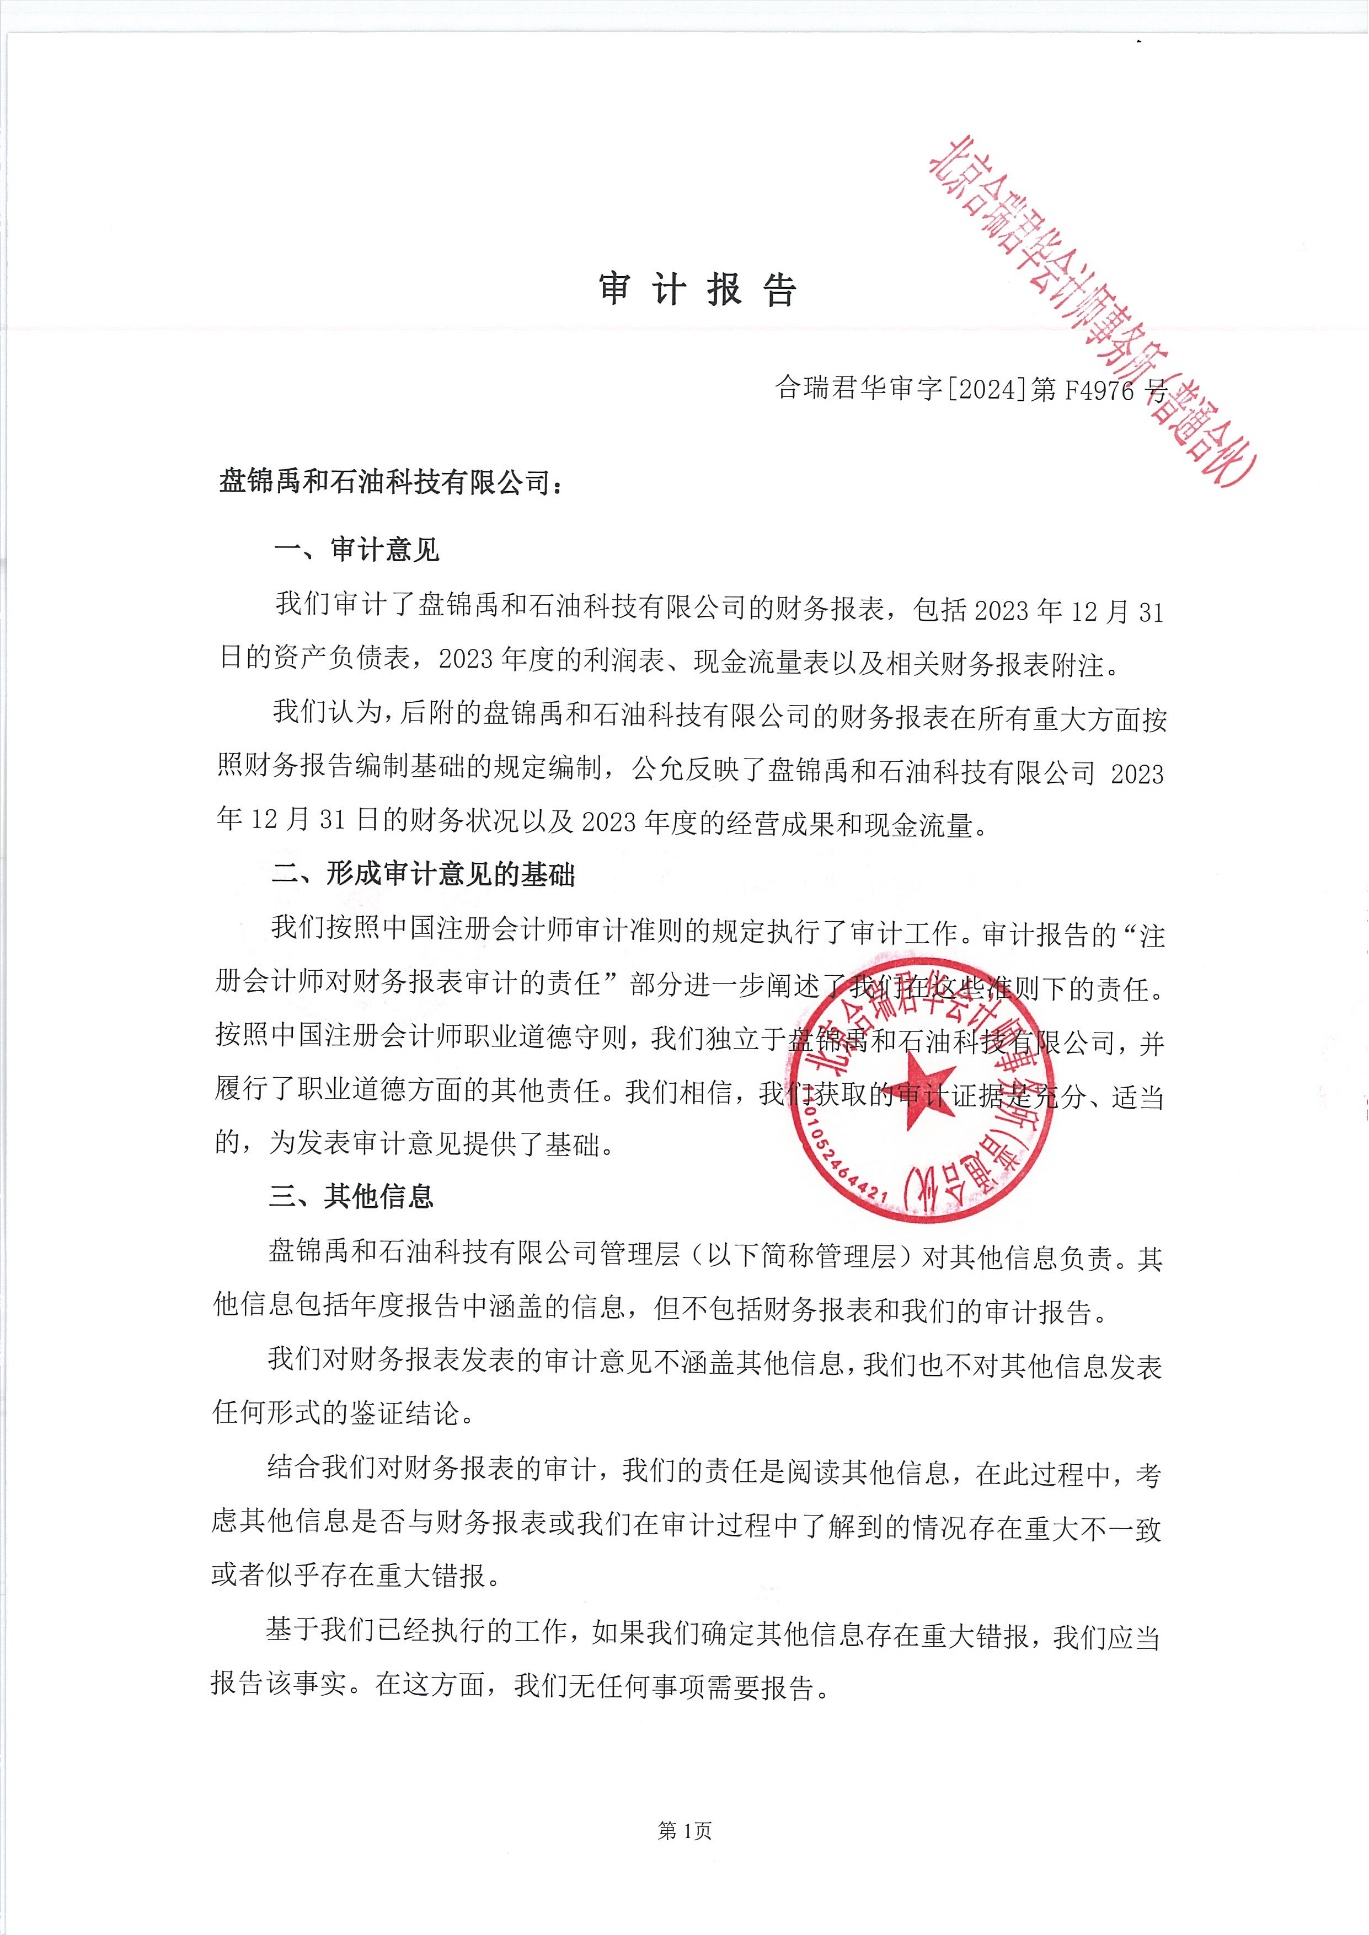 北京合瑞君华会计师事务所（普通合伙）
审计报告
合瑞君华审字[2024]第 F4976 号
盘锦禹和石油科技有限公司：
一、审计意见
我们审计了盘锦禹和石油科技有限公司的财务报表，包括 2023 年 12 月 31
日的资产负债表，2023 年度的利润表、现金流量表以及相关财务报表附注。
我们认为，后附的盘锦禹和石油科技有限公司的财务报表在所有重大方面按
照财务报告编制基础的规定编制，公允反映了盘锦禹和石油科技有限公司 2023
年 12 月 31 日的财务状况以及 2023 年度的经营成果和现金流量。
二、形成审计意见的基础
我们按照中国注册会计师审计准则的规定执行了审计工作。审计报告的“注
册会计师对财务报表审计的责任”部分进一步阐述了我们在这些准则下的责任。
按照中国注册会计师职业道德守则，我们独立于盘锦禹和石油科技有限公司，并
履行了职业道德方面的其他责任。我们相信，我们获取的审计证据是充分、适当
的，为发表审计意见提供了基础。
北京合瑞君华会计师事务所（普通合伙）
1101052464421
三、其他信息
盘锦禹和石油科技有限公司管理层（以下简称管理层）对其他信息负责。其
他信息包括年度报告中涵盖的信息，但不包括财务报表和我们的审计报告。
我们对财务报表发表的审计意见不涵盖其他信息，我们也不对其他信息发表
任何形式的鉴证结论。
结合我们对财务报表的审计，我们的责任是阅读其他信息，在此过程中，考
虑其他信息是否与财务报表或我们在审计过程中了解到的情况存在重大不一致
或者似乎存在重大错报。
基于我们已经执行的工作，如果我们确定其他信息存在重大错报，我们应当
报告该事实。在这方面，我们无任何事项需要报告。
第 1页